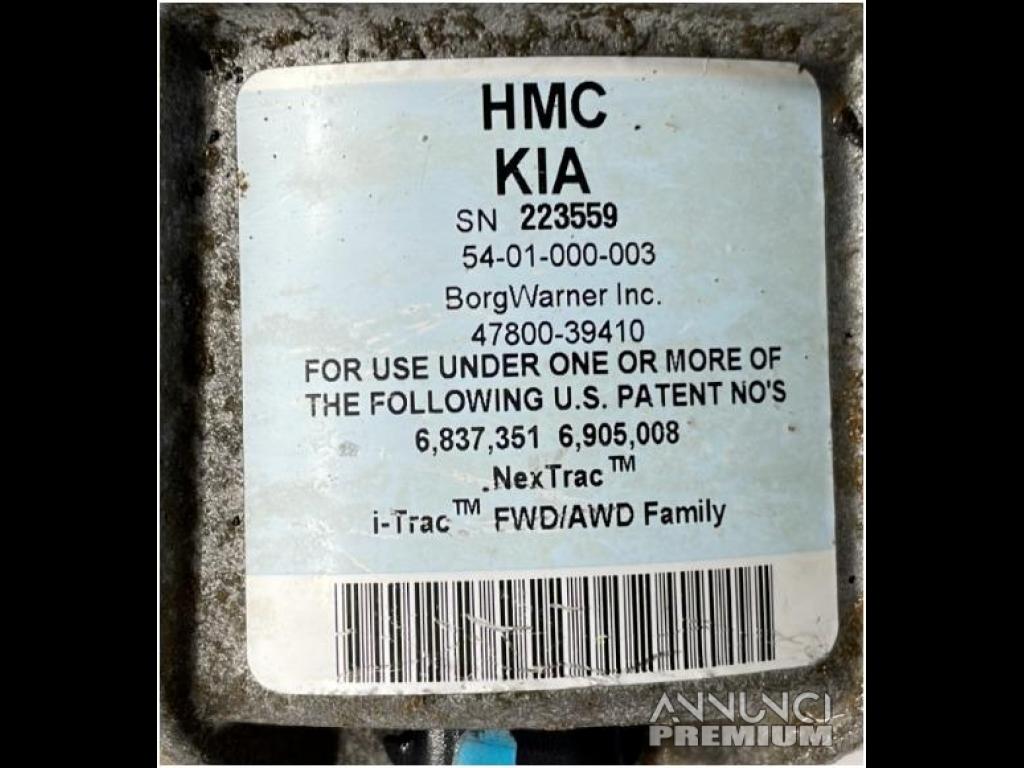 HMC
KIA
SN 223559
54-01-000-003
BorgWarner Inc.
47800-39410
FOR USE UNDER ONE OR MORE OF
THE FOLLOWING U.S. PATENT NO'S
6,837,351 6,905,008
.NexTrac™
i-Trac™ FWD/AWD Family
ANNUNCI
PREMIUM